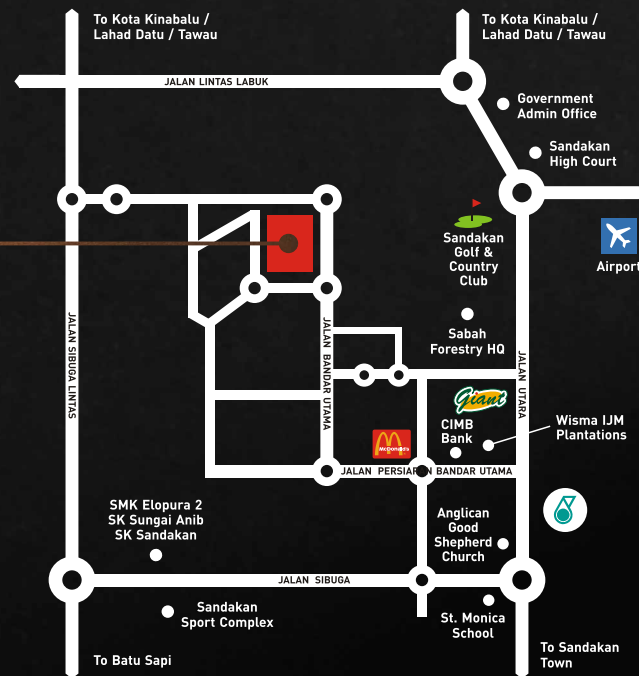 To Kota Kinabalu /
Lahad Datu / Tawau
To Kota Kinabalu /
Lahad Datu / Tawau
JALAN LINTAS LABUK
Government
Admin Office
Sandakan
High Court
Sandakan
Golf &
Country
Club
Airport
Sabah
Forestry HQ
JALAN SIBUGA LINTAS
JALAN BANDAR UTAMA
JALAN UTARA
Giant
CIMB
Bank
Wisma IJM
Plantations
McDonald's
JALAN PERSIARAN BANDAR UTAMA
SMK Elopura 2
SK Sungai Anib
SK Sandakan
Anglican
Good
Shepherd
Church
JALAN SIBUGA
Sandakan
Sport Complex
St. Monica
School
To Batu Sapi
To Sandakan
Town